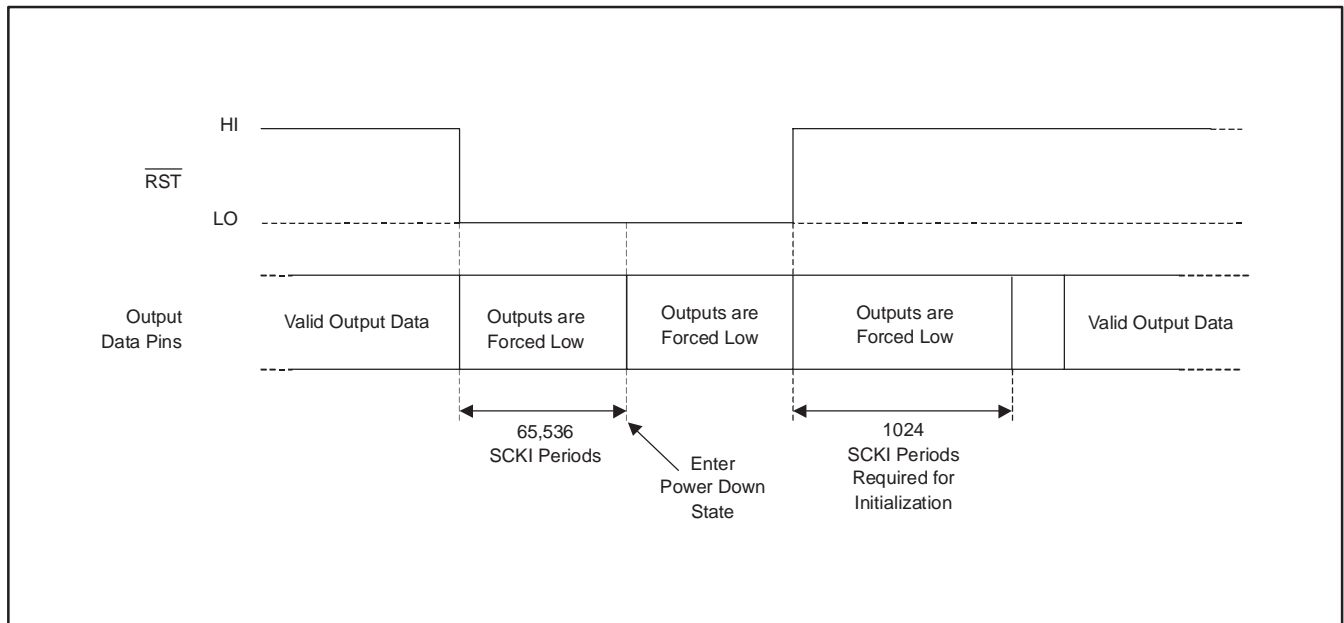 HI
RST
LO
Output
Data Pins
Valid Output Data
Outputs are
Forced Low
Outputs are
Forced Low
Outputs are
Forced Low
Valid Output Data
65,536
SCKI Periods
Enter
Power Down
State
1024
SCKI Periods
Required for
Initialization